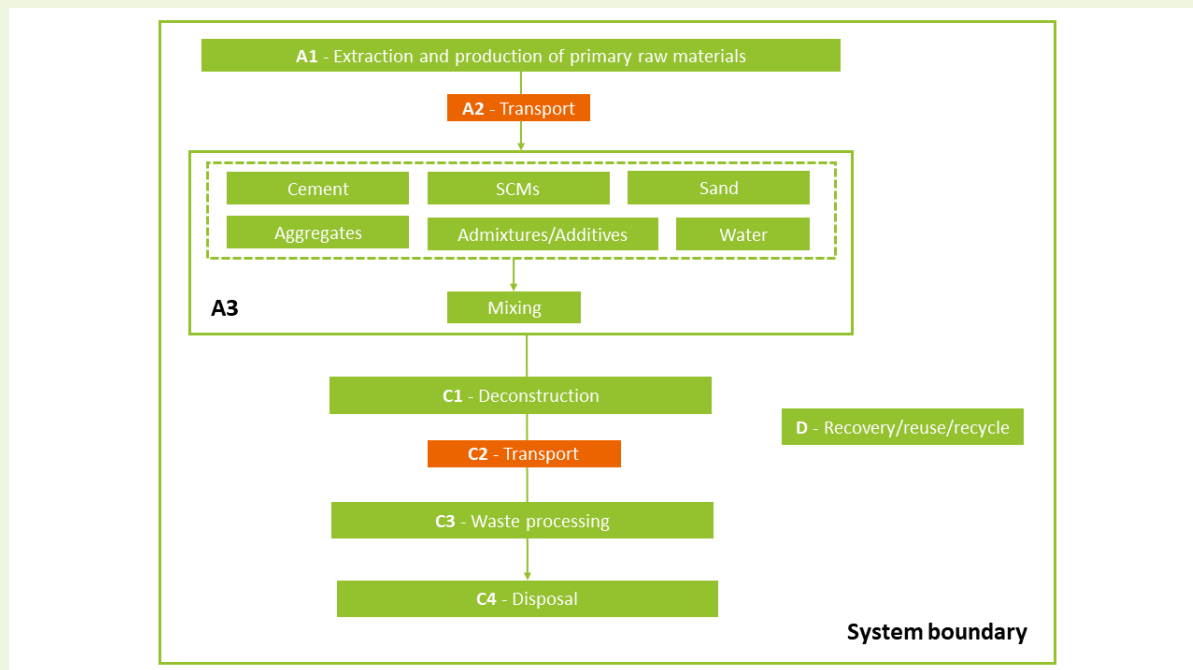 A1 - Extraction and production of primary raw materials
A2 - Transport
Cement
SCMs
Sand
Aggregates
Admixtures/Additives
Water
Mixing
A3
C1 - Deconstruction
D - Recovery/reuse/recycle
C2 - Transport
C3 - Waste processing
C4 - Disposal
System boundary